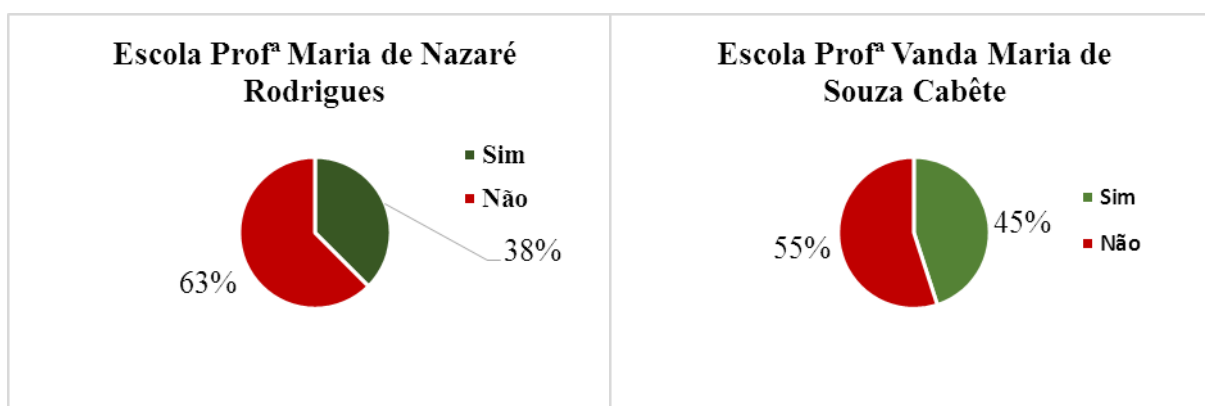 Escola Profª Maria de Nazaré
Rodrigues
Sim
Não
38%
63%
Escola Profª Vanda Maria de
Souza Cabête
45%
55%
Sim
Não